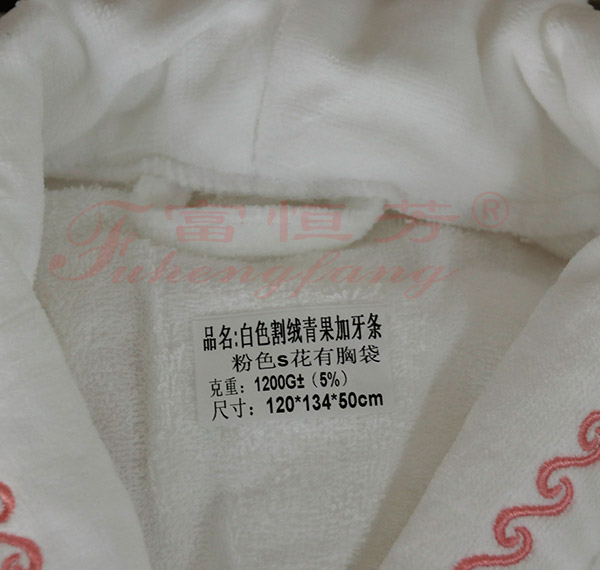 富恒芳®
Fuhengfang
品名:白色割绒青果加牙条
粉色s花有胸袋
克重：1200G±（5%）
尺寸：120*134*50cm